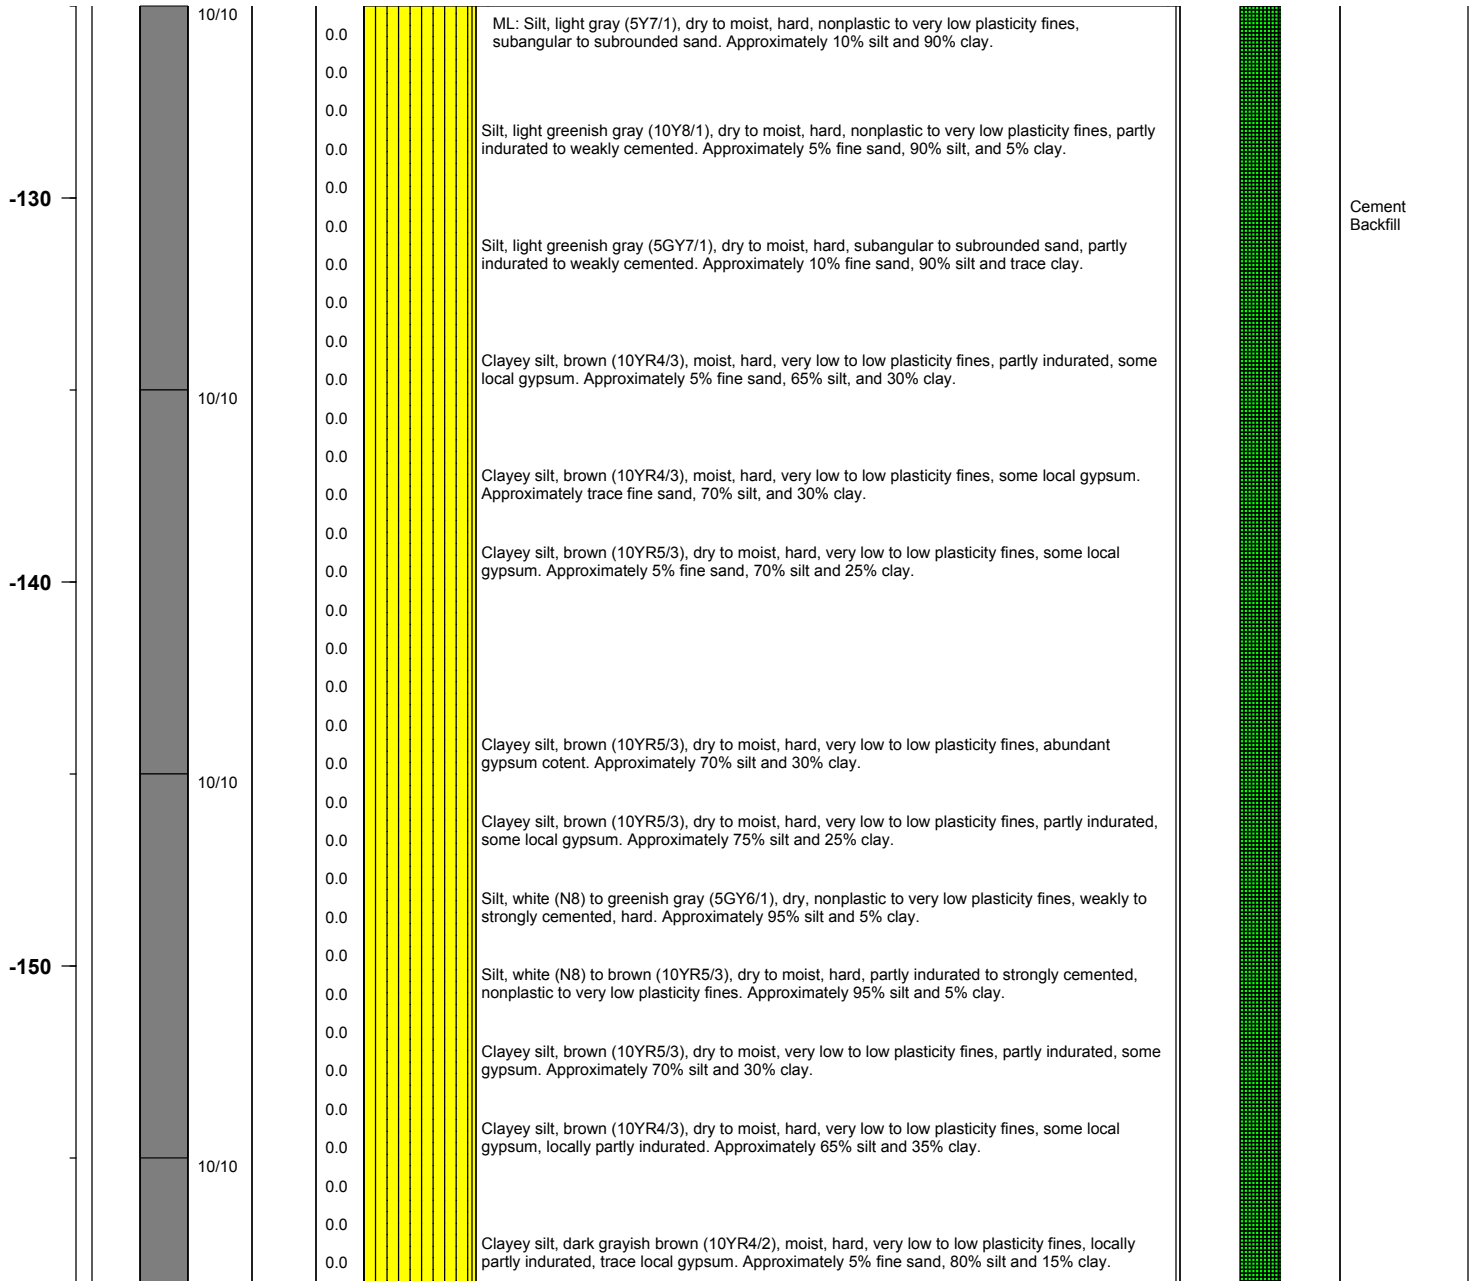 10/10
0.0
ML: Silt, light gray (5Y7/1), dry to moist, hard, nonplastic to very low plasticity fines,
subangular to subrounded sand. Approximately 10% silt and 90% clay.
0.0
0.0
Silt, light greenish gray (10Y8/1), dry to moist, hard, nonplastic to very low plasticity fines, partly
0.0
indurated to weakly cemented. Approximately 5% fine sand, 90% silt, and 5% clay.
0.0
-130
Cement
Backfill
0.0
Silt, light greenish gray (5GY7/1), dry to moist, hard, subangular to subrounded sand, partly
0.0
indurated to weakly cemented. Approximately 10% fine sand, 90% silt and trace clay.
0.0
0.0
Clayey silt, brown (10YR4/3), moist, hard, very low to low plasticity fines, partly indurated, some
0.0
local gypsum. Approximately 5% fine sand, 65% silt, and 30% clay.
10/10
0.0
0.0
Clayey silt, brown (10YR4/3), moist, hard, very low to low plasticity fines, some local gypsum.
0.0
Approximately trace fine sand, 70% silt, and 30% clay.
0.0
Clayey silt, brown (10YR5/3), dry to moist, hard, very low to low plasticity fines, some local
0.0
gypsum. Approximately 5% fine sand, 70% silt and 25% clay.
-140
0.0
0.0
0.0
0.0
Clayey silt, brown (10YR5/3), dry to moist, hard, very low to low plasticity fines, abundant
0.0
gypsum cotent. Approximately 70% silt and 30% clay.
10/10
0.0
Clayey silt, brown (10YR5/3), dry to moist, hard, very low to low plasticity fines, partly indurated,
0.0
some local gypsum. Approximately 75% silt and 25% clay.
0.0
Silt, white (N8) to greenish gray (5GY6/1), dry, nonplastic to very low plasticity fines, weakly to
0.0
strongly cemented, hard. Approximately 95% silt and 5% clay.
0.0
-150
Silt, white (N8) to brown (10YR5/3), dry to moist, hard, partly indurated to strongly cemented,
0.0
nonplastic to very low plasticity fines. Approximately 95% silt and 5% clay.
0.0
Clayey silt, brown (10YR5/3), dry to moist, very low to low plasticity fines, partly indurated, some
0.0
gypsum. Approximately 70% silt and 30% clay.
0.0
Clayey silt, brown (10YR4/3), dry to moist, hard, very low to low plasticity fines, some local
0.0
gypsum, locally partly indurated. Approximately 65% silt and 35% clay.
10/10
0.0
0.0
Clayey silt, dark grayish brown (10YR4/2), moist, hard, very low to low plasticity fines, locally
0.0
partly indurated, trace local gypsum. Approximately 5% fine sand, 80% silt and 15% clay.